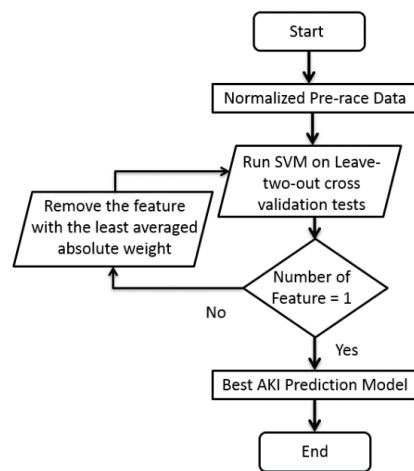 Start
Normalized Pre-race Data
Run SVM on Leave-
two-out cross
validation tests
Remove the feature
with the least averaged
absolute weight
Number of
Feature = 1
No
Yes
Best AKI Prediction Model
End